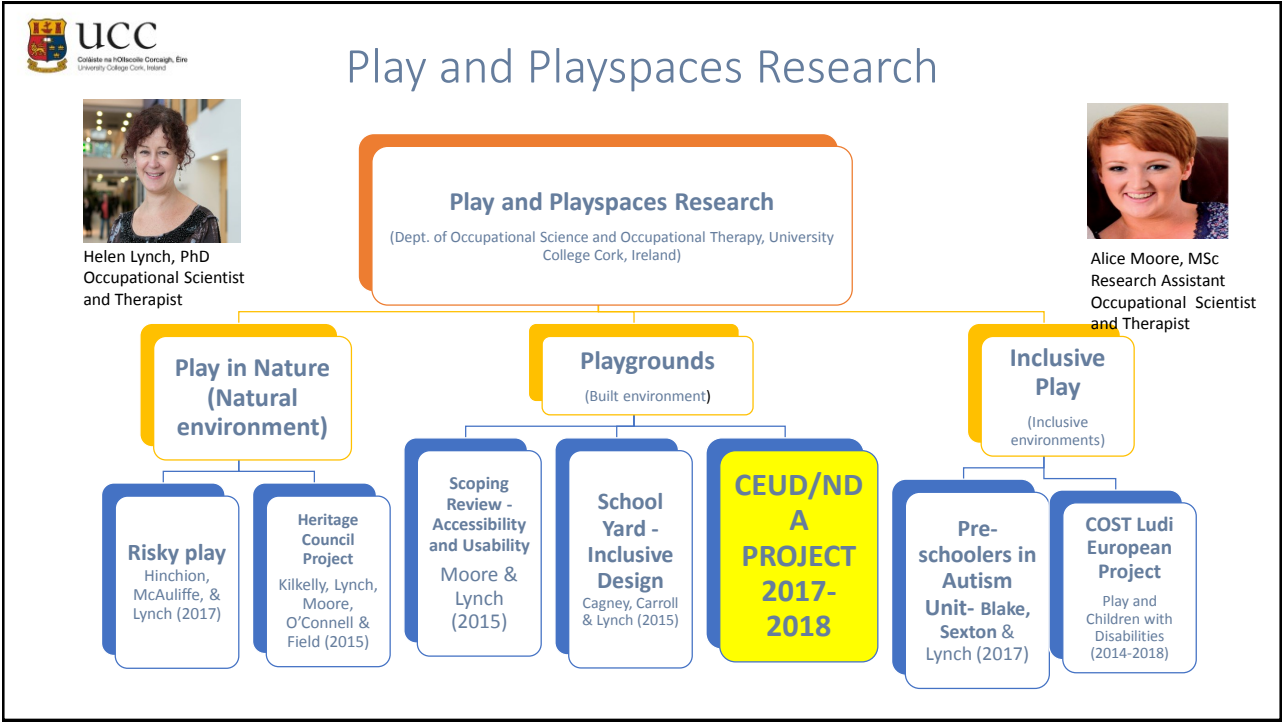 UCC
Coláiste na hOllscoile Corcaigh, Éire
University College Cork, Ireland
Play and Playspaces Research
Helen Lynch, PhD
Occupational Scientist
and Therapist
Alice Moore, MSc
Research Assistant
Occupational Scientist
and Therapist
Play and Playspaces Research
(Dept. of Occupational Science and Occupational Therapy, University
College Cork, Ireland)
Play in Nature
(Natural
environment)
Playgrounds
(Built environment)
Inclusive
Play
(Inclusive
environments)
Risky play
Hinchion,
McAuliffe, &
Lynch (2017)
Heritage
Council
Project
Kilkelly, Lynch,
Moore,
O'Connell &
Field (2015)
Scoping
Review -
Accessibility
and Usability
Moore &
Lynch
(2015)
School
Yard -
Inclusive
Design
Cagney, Carroll
& Lynch (2015)
CEUD/ND
A
PROJECT
2017-
2018
Pre-
schoolers in
Autism
Unit- Blake,
Sexton &
Lynch (2017)
COST Ludi
European
Project
Play and
Children with
Disabilities
(2014-2018)